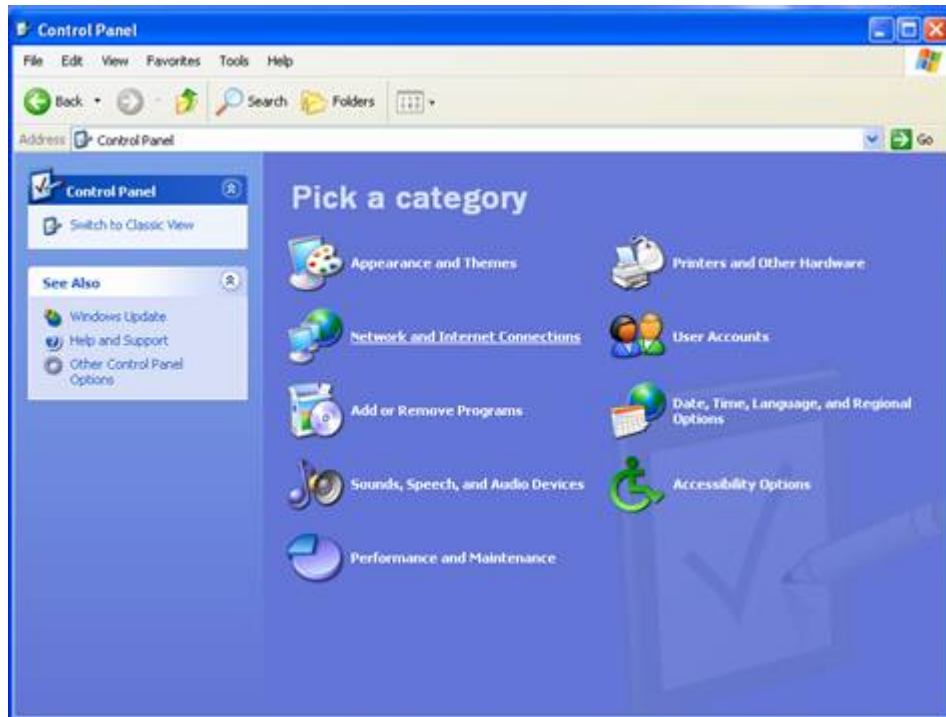 Control Panel
File Edit View Favorites Tools Help
Back Search Folders
Address Control Panel Go
Control Panel
Switch to Classic View
See Also
Windows Update
Help and Support
Other Control Panel
Options
Pick a category
Appearance and Themes
Printers and Other Hardware
Network and Internet Connections
User Accounts
Add or Remove Programs
Date, Time, Language, and Regional
Options
Sounds, Speech, and Audio Devices
Accessibility Options
Performance and Maintenance